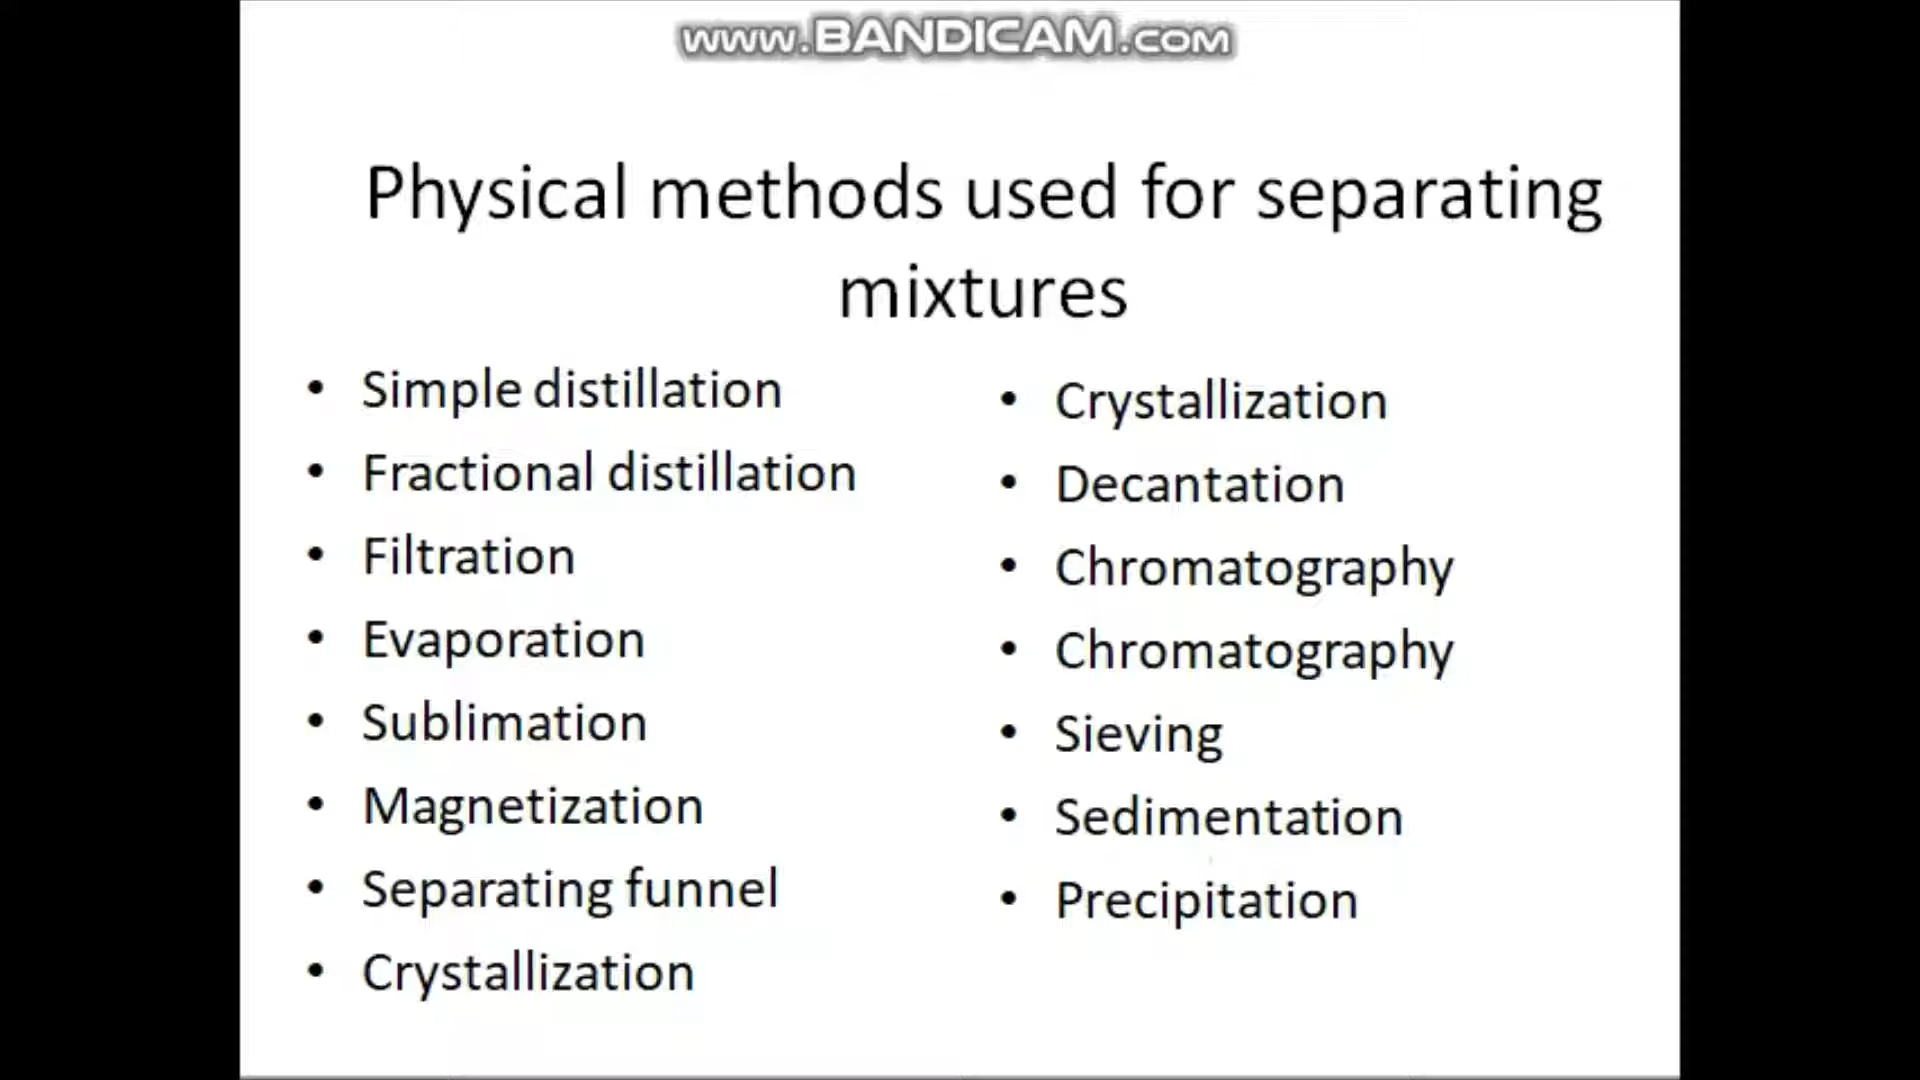 www.BANDICAM.com
Physical methods used for separating
mixtures
• Simple distillation
• Fractional distillation
• Filtration
• Evaporation
• Sublimation
• Magnetization
• Separating funnel
• Crystallization
• Crystallization
• Decantation
• Chromatography
• Chromatography
• Sieving
• Sedimentation
• Precipitation